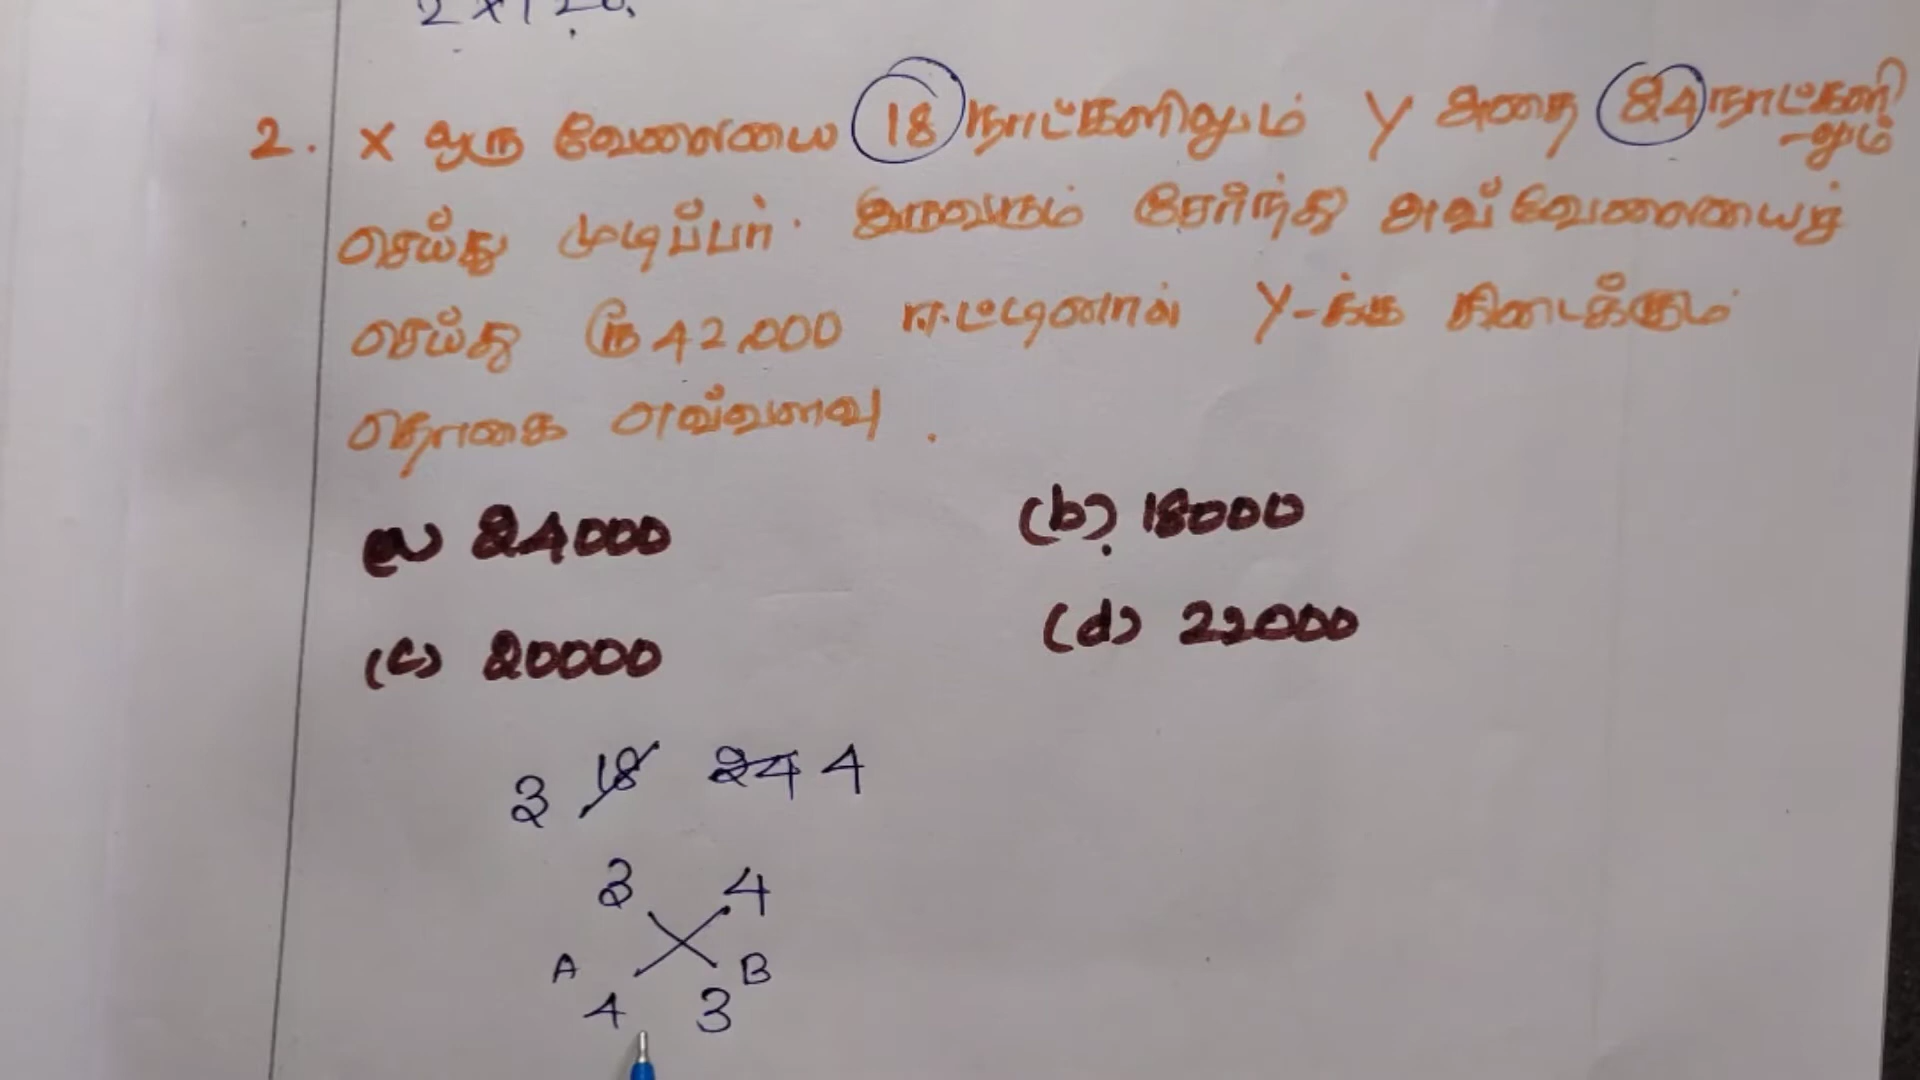 2. X ஒரு வேலையை 18 நாட்களிலும் Y அதை 24 நாட்களி
-லும்
செய்து முடிப்பர். இருவரும் சேர்ந்து அவ் வேலையைச்
செய்து ரூ 42,000 ஈட்டினால் Y-க்கு கிடைக்கும்
தொகை எவ்வளவு.
(a) 24000 (b) 18000
(c) 20000 (d) 22000
3 18 24 4
3 4
A B
4 3